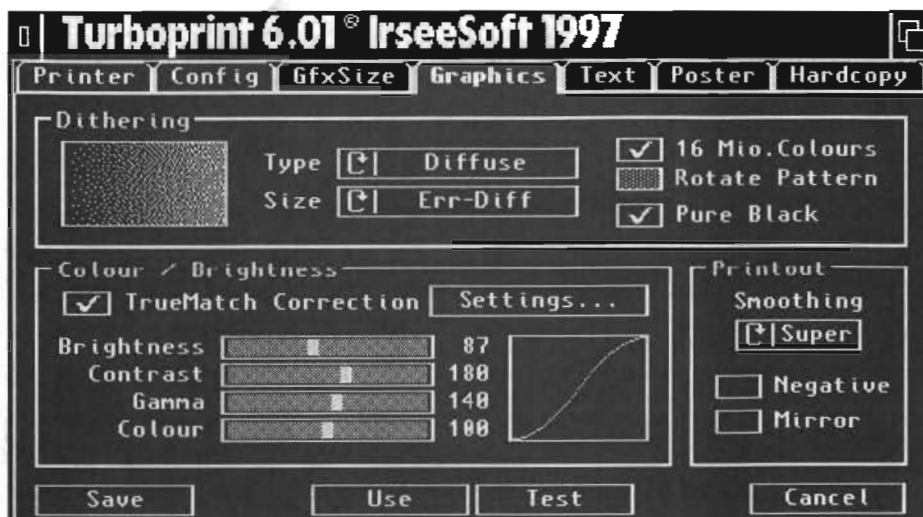 Turboprint 6.01 © IrseeSoft 1997
Printer Config GfxSize Graphics Text Poster Hardcopy
Dithering
Type Diffuse
Size Err-Diff
16 Mio.Colours
Rotate Pattern
Pure Black
Colour / Brightness
TrueMatch Correction Settings...
Brightness 87
Contrast 180
Gamma 140
Colour 100
Printout
Smoothing
Super
Negative
Mirror
Save Use Test Cancel